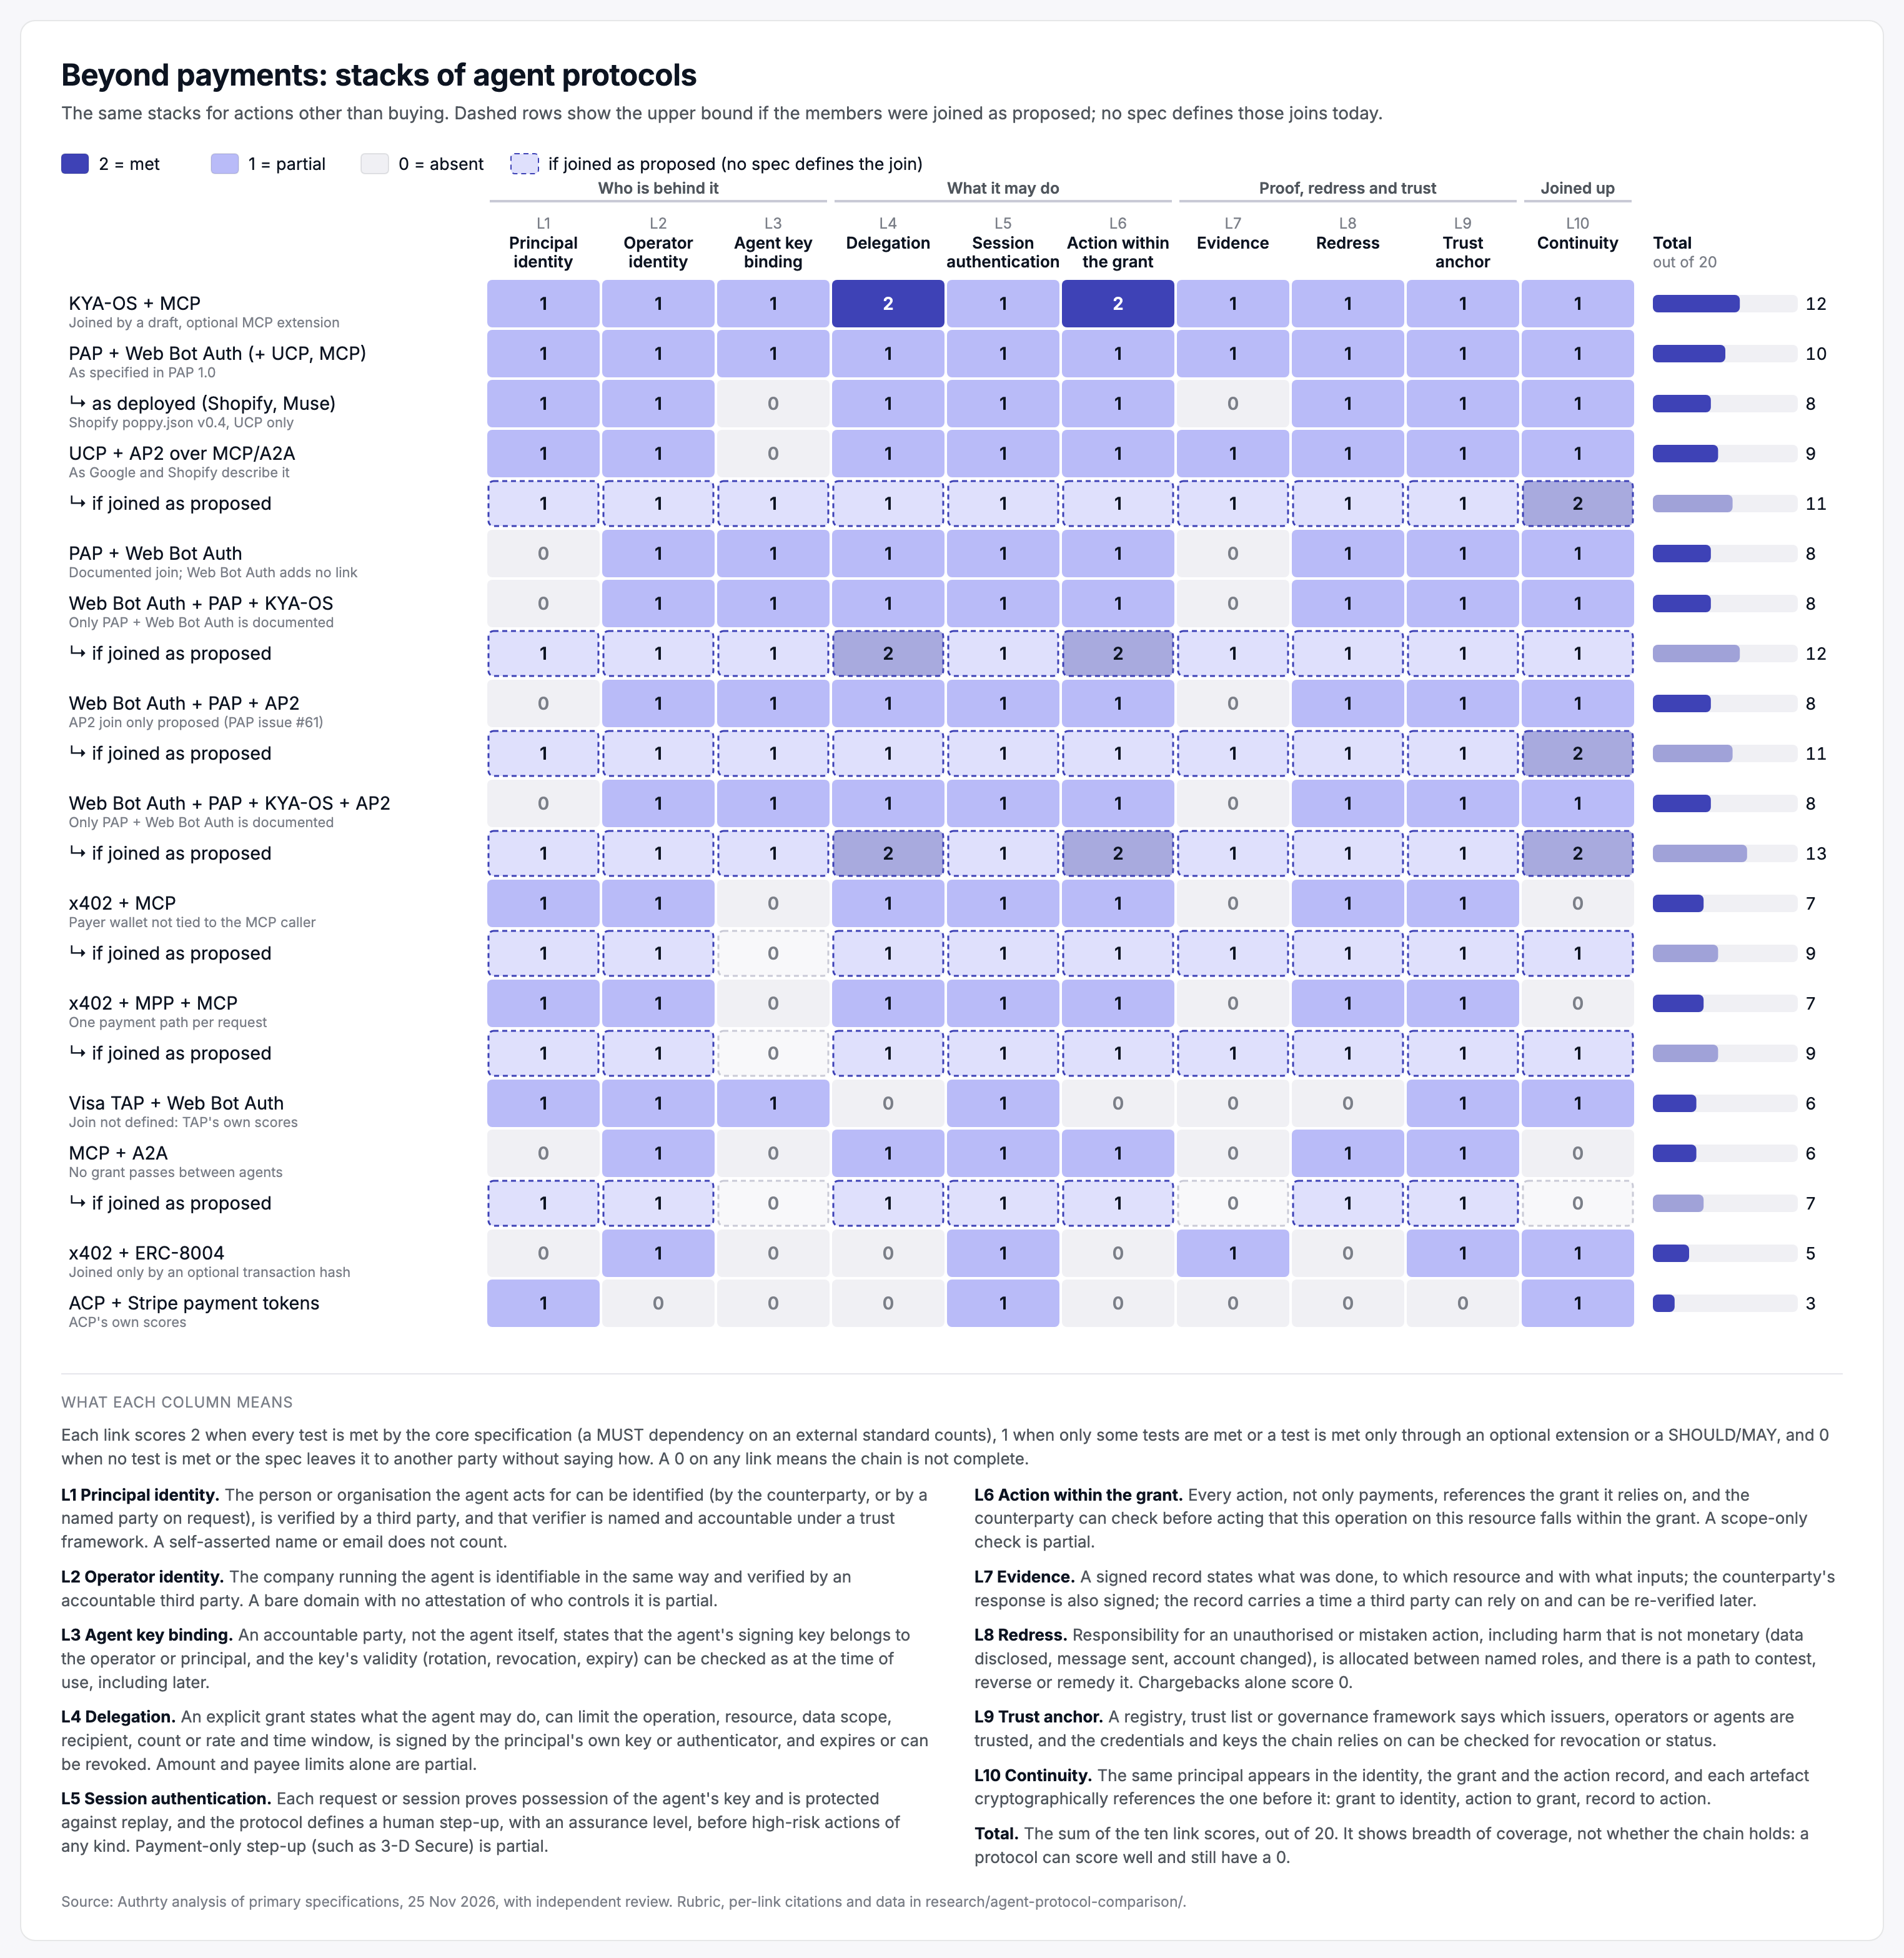 Beyond payments: stacks of agent protocols
The same stacks for actions other than buying. Dashed rows show the upper bound if the members were joined as proposed; no spec defines those joins today.
2 = met 1 = partial 0 = absent if joined as proposed (no spec defines the join)
Who is behind it What it may do Proof, redress and trust Joined up
L1 L2 L3 L4 L5 L6 L7 L8 L9 L10
Principal Operator Agent key Delegation Session Action within Evidence Redress Trust Continuity Total
identity identity binding authentication the grant anchor out of 20
KYA-OS + MCP 1 1 1 2 1 2 1 1 1 1 12
Joined by a draft, optional MCP extension
PAP + Web Bot Auth (+ UCP, MCP) 1 1 1 1 1 1 1 1 1 1 10
As specified in PAP 1.0
↳ as deployed (Shopify, Muse) 1 1 0 1 1 1 0 1 1 1 8
Shopify poppy.json v0.4, UCP only
UCP + AP2 over MCP/A2A 1 1 0 1 1 1 1 1 1 1 9
As Google and Shopify describe it
↳ if joined as proposed 1 1 1 1 1 1 1 1 1 2 11
PAP + Web Bot Auth 0 1 1 1 1 1 0 1 1 1 8
Documented join; Web Bot Auth adds no link
Web Bot Auth + PAP + KYA-OS 0 1 1 1 1 1 0 1 1 1 8
Only PAP + Web Bot Auth is documented
↳ if joined as proposed 1 1 1 2 1 2 1 1 1 1 12
Web Bot Auth + PAP + AP2 0 1 1 1 1 1 0 1 1 1 8
AP2 join only proposed (PAP issue #61)
↳ if joined as proposed 1 1 1 1 1 1 1 1 1 2 11
Web Bot Auth + PAP + KYA-OS + AP2 0 1 1 1 1 1 0 1 1 1 8
Only PAP + Web Bot Auth is documented
↳ if joined as proposed 1 1 1 2 1 2 1 1 1 2 13
x402 + MCP 1 1 0 1 1 1 0 1 1 0 7
Payer wallet not tied to the MCP caller
↳ if joined as proposed 1 1 0 1 1 1 1 1 1 1 9
x402 + MPP + MCP 1 1 0 1 1 1 0 1 1 0 7
One payment path per request
↳ if joined as proposed 1 1 0 1 1 1 1 1 1 1 9
Visa TAP + Web Bot Auth 1 1 1 0 1 0 0 0 1 1 6
Join not defined: TAP's own scores
MCP + A2A 0 1 0 1 1 1 0 1 1 0 6
No grant passes between agents
↳ if joined as proposed 1 1 0 1 1 1 0 1 1 0 7
x402 + ERC-8004 0 1 0 0 1 0 1 0 1 1 5
Joined only by an optional transaction hash
ACP + Stripe payment tokens 1 0 0 0 1 0 0 0 0 1 3
ACP's own scores
WHAT EACH COLUMN MEANS
Each link scores 2 when every test is met by the core specification (a MUST dependency on an external standard counts), 1 when only some tests are met or a test is met only through an optional extension or a SHOULD/MAY, and 0
when no test is met or the spec leaves it to another party without saying how. A 0 on any link means the chain is not complete.
L1 Principal identity. The person or organisation the agent acts for can be identified (by the counterparty, or by a
named party on request), is verified by a third party, and that verifier is named and accountable under a trust
framework. A self-asserted name or email does not count.
L2 Operator identity. The company running the agent is identifiable in the same way and verified by an
accountable third party. A bare domain with no attestation of who controls it is partial.
L3 Agent key binding. An accountable party, not the agent itself, states that the agent's signing key belongs to
the operator or principal, and the key's validity (rotation, revocation, expiry) can be checked as at the time of
use, including later.
L4 Delegation. An explicit grant states what the agent may do, can limit the operation, resource, data scope,
recipient, count or rate and time window, is signed by the principal's own key or authenticator, and expires or can
be revoked. Amount and payee limits alone are partial.
L5 Session authentication. Each request or session proves possession of the agent's key and is protected
against replay, and the protocol defines a human step-up, with an assurance level, before high-risk actions of
any kind. Payment-only step-up (such as 3-D Secure) is partial.
L6 Action within the grant. Every action, not only payments, references the grant it relies on, and the
counterparty can check before acting that this operation on this resource falls within the grant. A scope-only
check is partial.
L7 Evidence. A signed record states what was done, to which resource and with what inputs; the counterparty's
response is also signed; the record carries a time a third party can rely on and can be re-verified later.
L8 Redress. Responsibility for an unauthorised or mistaken action, including harm that is not monetary (data
disclosed, message sent, account changed), is allocated between named roles, and there is a path to contest,
reverse or remedy it. Chargebacks alone score 0.
L9 Trust anchor. A registry, trust list or governance framework says which issuers, operators or agents are
trusted, and the credentials and keys the chain relies on can be checked for revocation or status.
L10 Continuity. The same principal appears in the identity, the grant and the action record, and each artefact
cryptographically references the one before it: grant to identity, action to grant, record to action.
Total. The sum of the ten link scores, out of 20. It shows breadth of coverage, not whether the chain holds: a
protocol can score well and still have a 0.
Source: Authrty analysis of primary specifications, 25 Nov 2026, with independent review. Rubric, per-link citations and data in research/agent-protocol-comparison/.